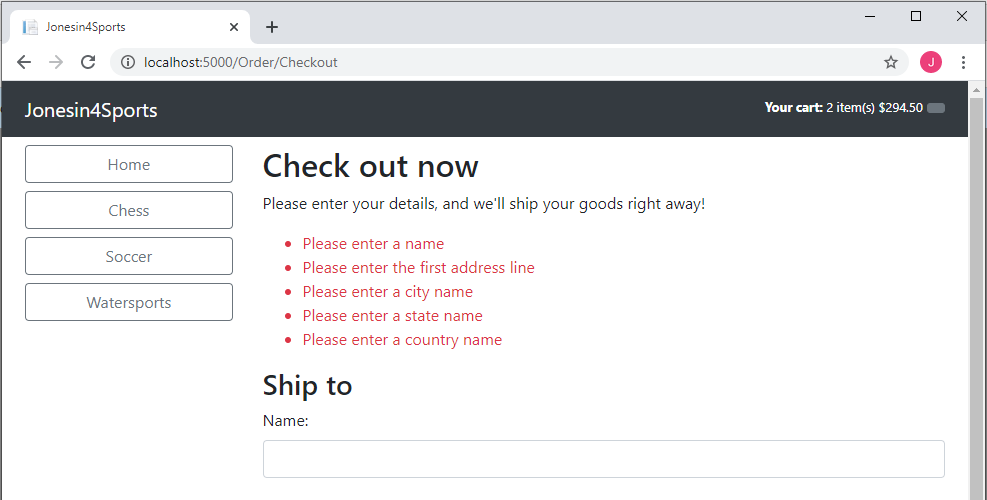 Jonesin4Sports
localhost:5000/Order/Checkout
J
Jonesin4Sports
Your cart: 2 item(s) $294.50
Home
Chess
Soccer
Watersports
Check out now
Please enter your details, and we'll ship your goods right away!
Please enter a name
Please enter the first address line
Please enter a city name
Please enter a state name
Please enter a country name
Ship to
Name: